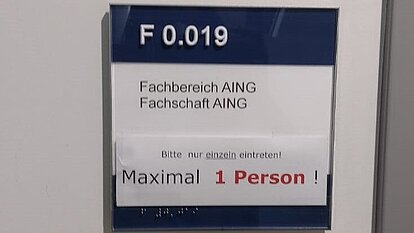 F 0.019
Fachbereich AING
Fachschaft AING
Bitte nur einzeln eintreten!
Maximal 1 Person !